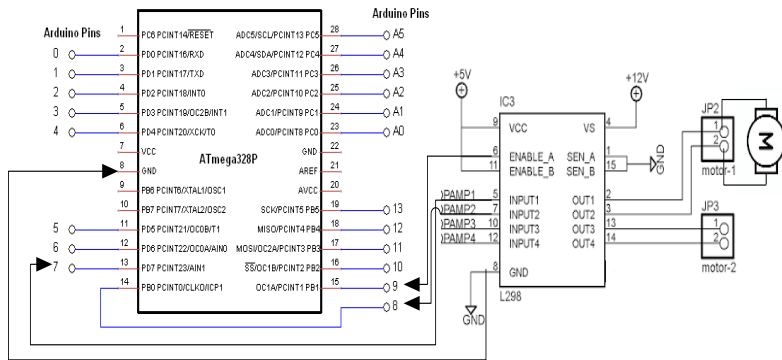 Arduino Pins
Arduino Pins
0
1
2
3
4
5
6
7
1 PC6 PCINT14/RESET ADC5/SCL/PCINT13 PC5 28 A5
2 PD0 PCINT16/RXD ADC4/SDA/PCINT12 PC4 27 A4
3 PD1 PCINT17/TXD ADC3/PCINT11 PC3 26 A3
4 PD2 PCINT18/INT0 ADC2/PCINT10 PC2 25 A2
5 PD3 PCINT19/OC2B/INT1 ADC1/PCINT9 PC1 24 A1
6 PD4 PCINT20/XCK/T0 ADC0/PCINT8 PC0 23 A0
7 VCC GND 22
ATmega328P
8 GND AREF 21
9 PB6 PCINT6/XTAL1/OSC1 AVCC 20
10 PB7 PCINT7/XTAL2/OSC2 SCK/PCINT5 PB5 19 13
11 PD5 PCINT21/OC0B/T1 MISO/PCINT4 PB4 18 12
12 PD6 PCINT22/OC0A/AIN0 MOSI/OC2A/PCINT3 PB3 17 11
13 PD7 PCINT23/AIN1 SS/OC1B/PCINT2 PB2 16 10
14 PB0 PCINT0/CLKO/ICP1 OC1A/PCINT1 PB1 15 9
8
+5V
+12V
IC3
9 VCC VS 4
6 ENABLE_A SEN_A 1
11 ENABLE_B SEN_B 15
GND
PAMP1 5 INPUT1 OUT1 2
PAMP2 7 INPUT2 OUT2 3
PAMP3 10 INPUT3 OUT3 13
PAMP4 12 INPUT4 OUT4 14
8 GND
GND
L298
JP2
1
2
motor-1
M
JP3
1
2
motor-2